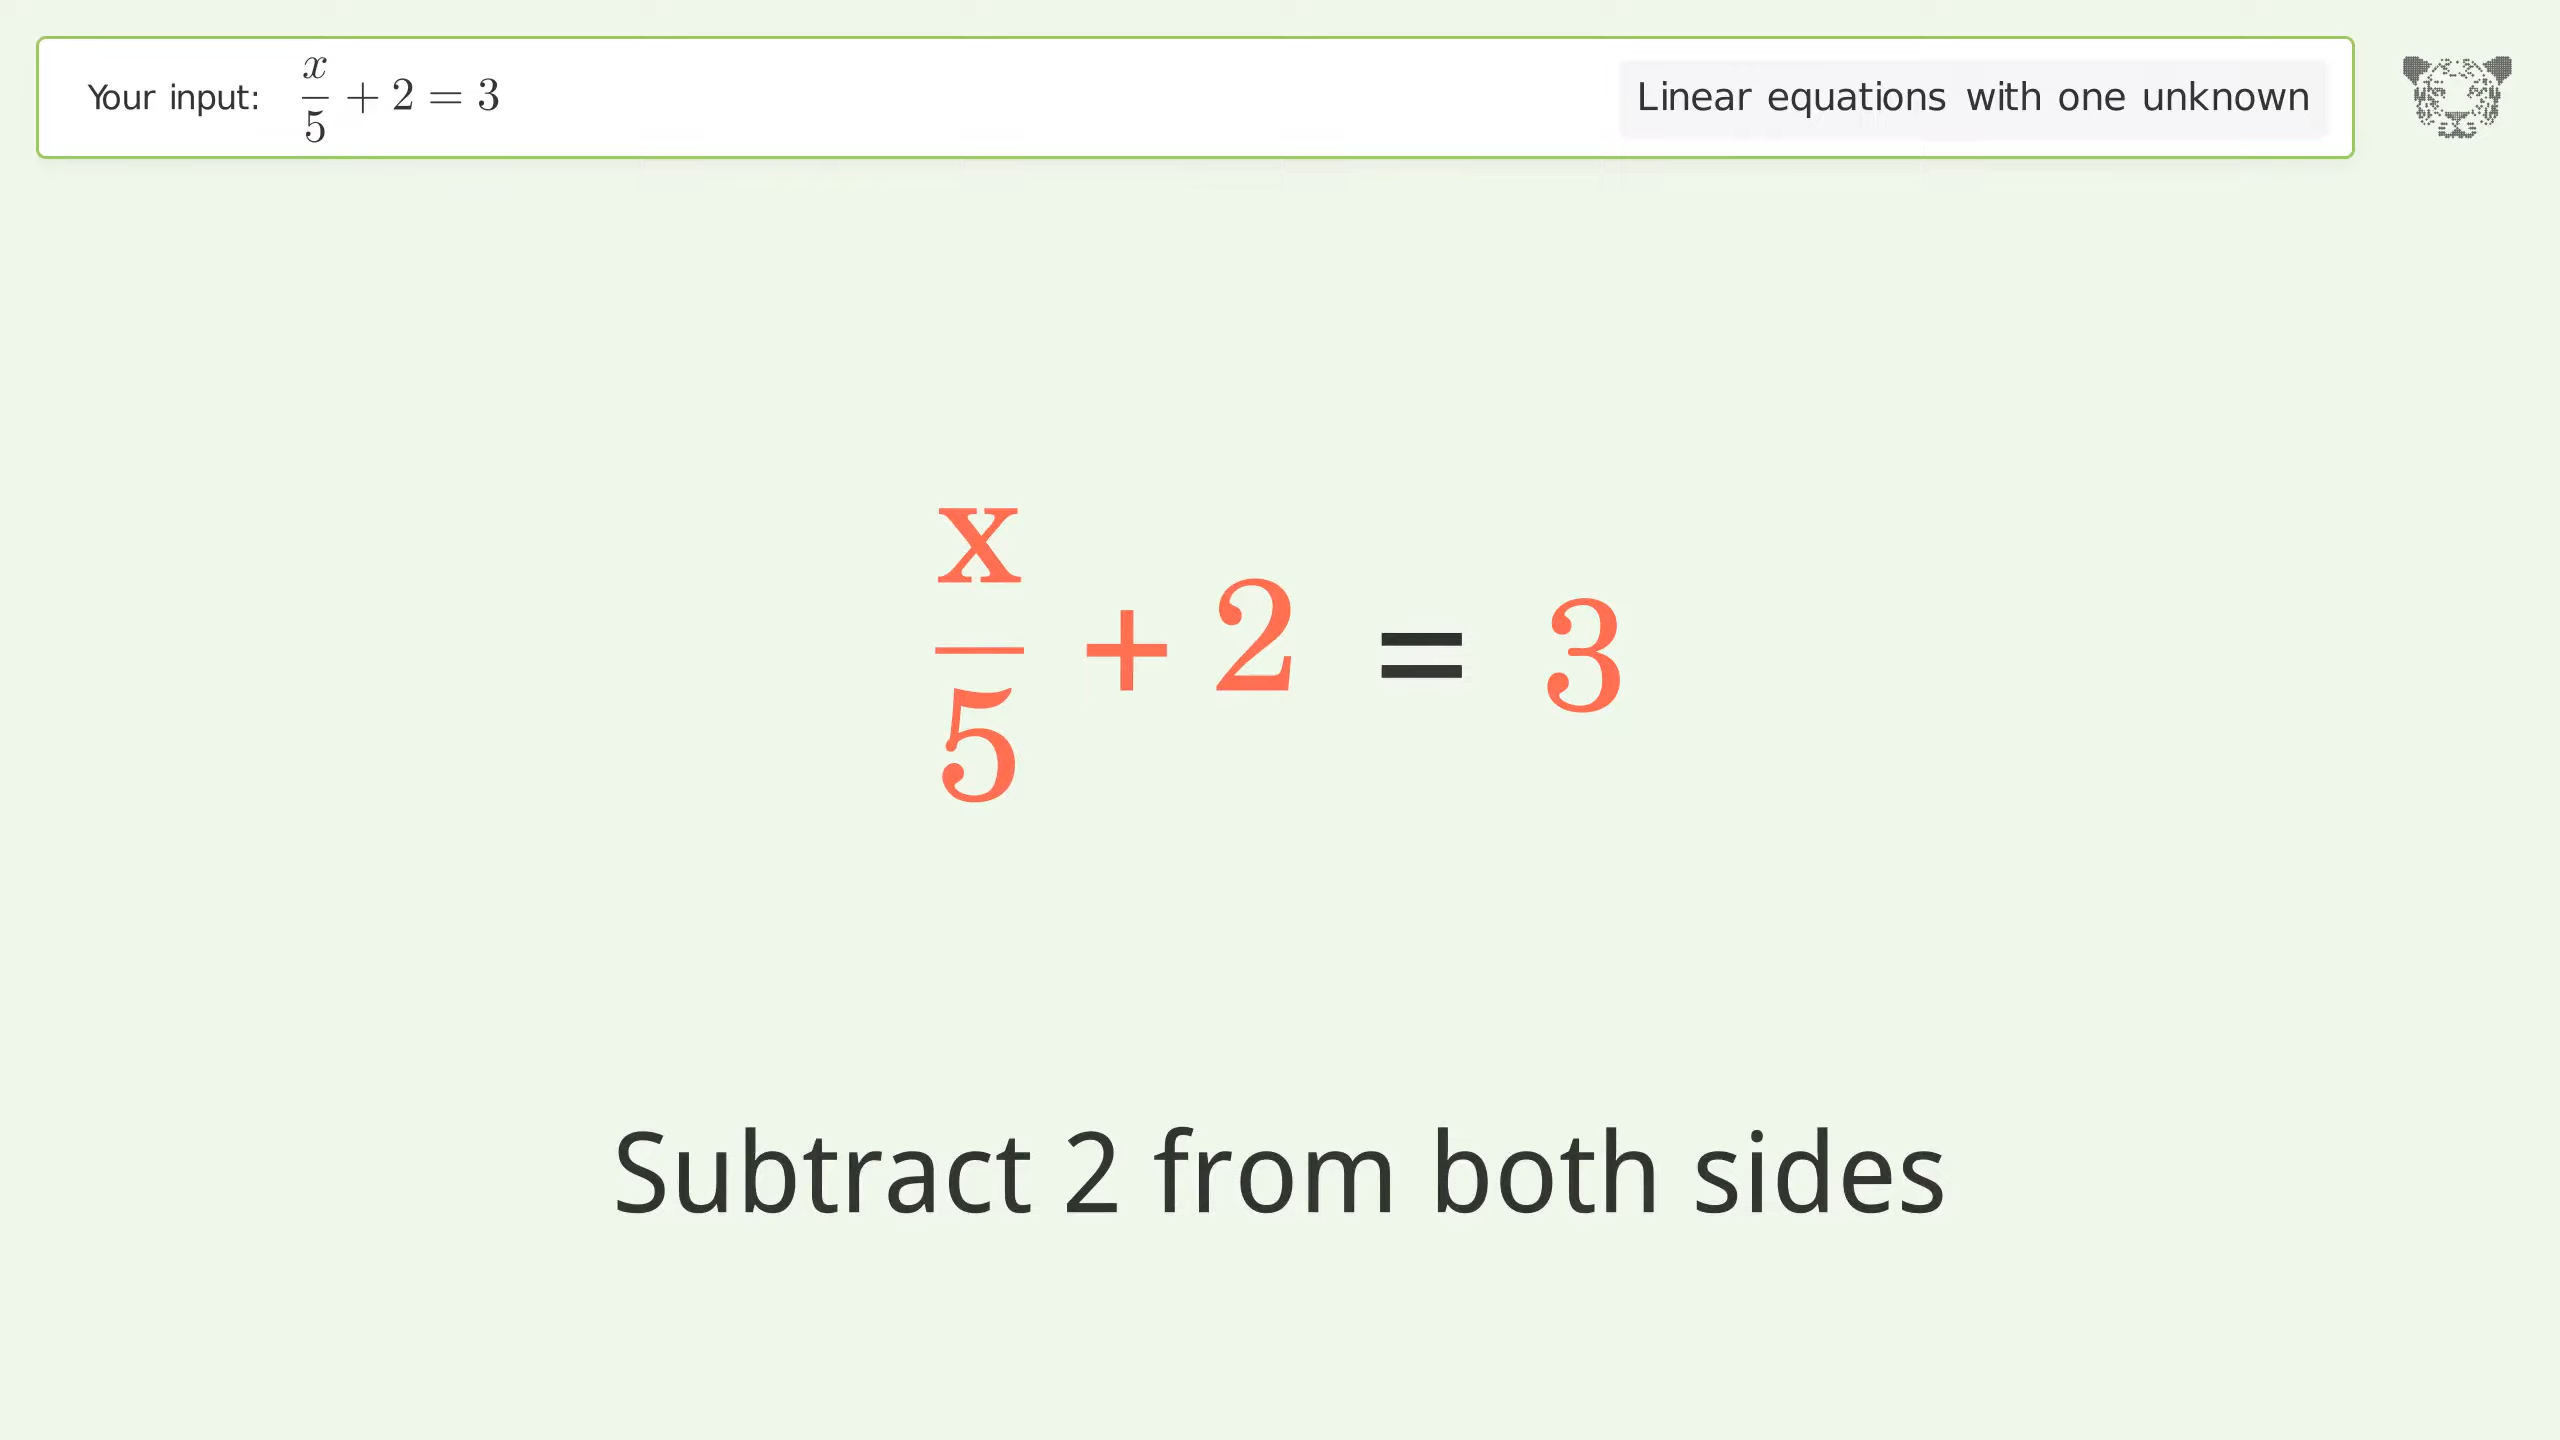 Your input: x/5 + 2 = 3
Linear equations with one unknown
x/5 + 2 = 3
Subtract 2 from both sides